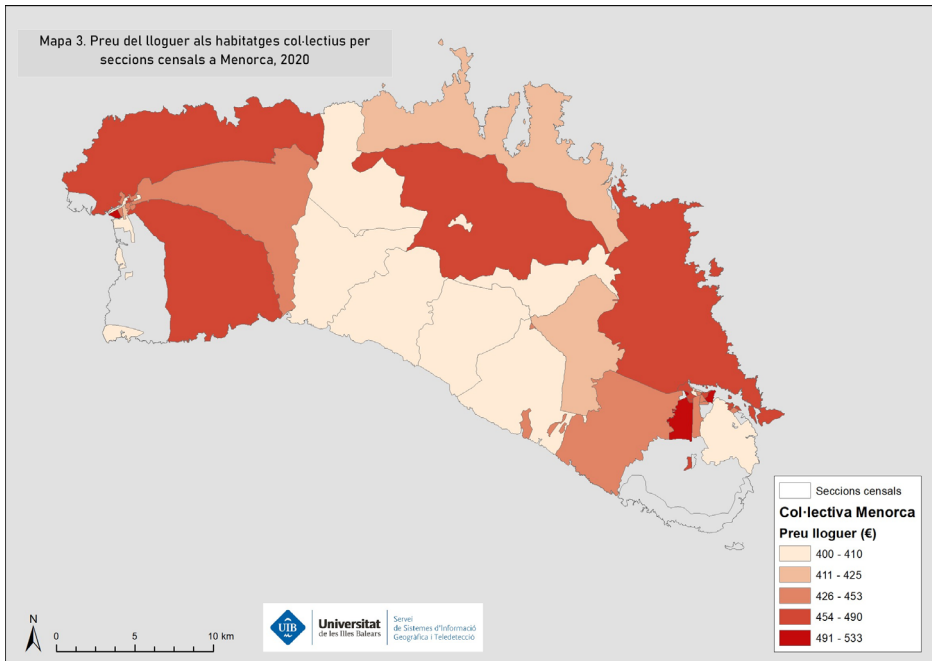 Mapa 3. Preu del lloguer als habitatges col·lectius per
seccions censals a Menorca, 2020
Seccions censals
Col·lectiva Menorca
Preu lloguer (€)
400 - 410
411 - 425
426 - 453
454 - 490
491 - 533
N
0 5 10 km
UIB
Universitat
de les Illes Balears
Servei
de Sistemes d'Informació
Geogràfica i Teledetecció